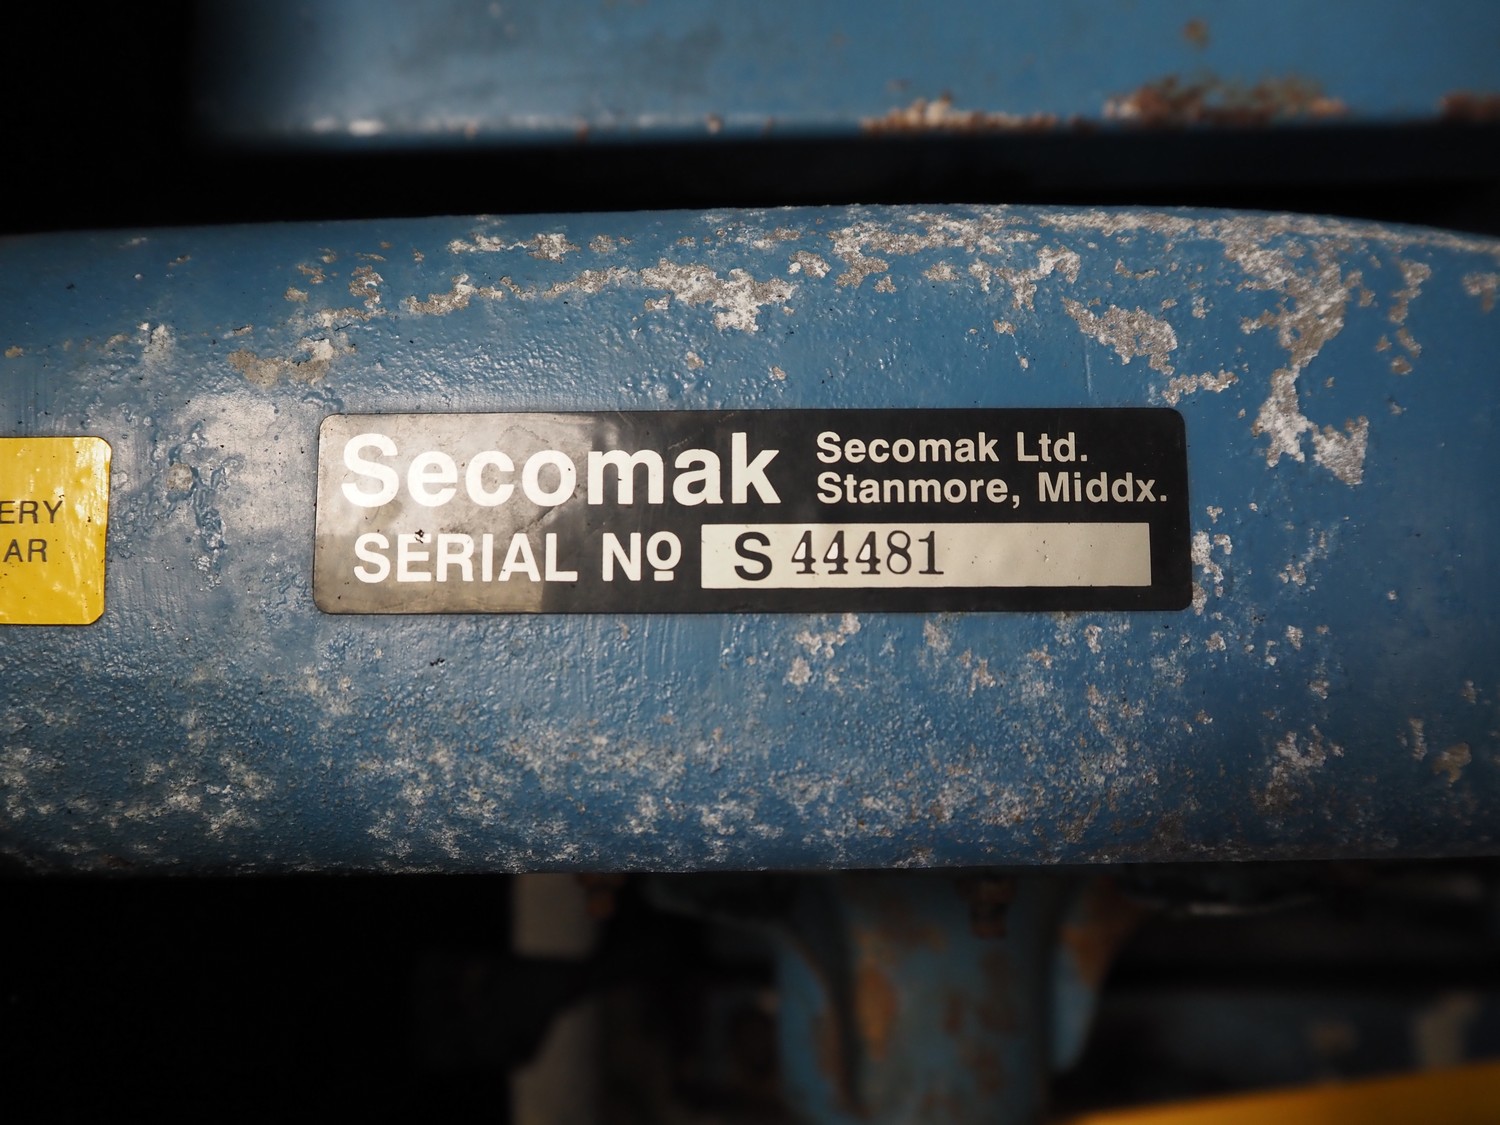 Secomak
Secomak Ltd.
Stanmore, Middx.
SERIAL Nº S 44481
ERY
AR